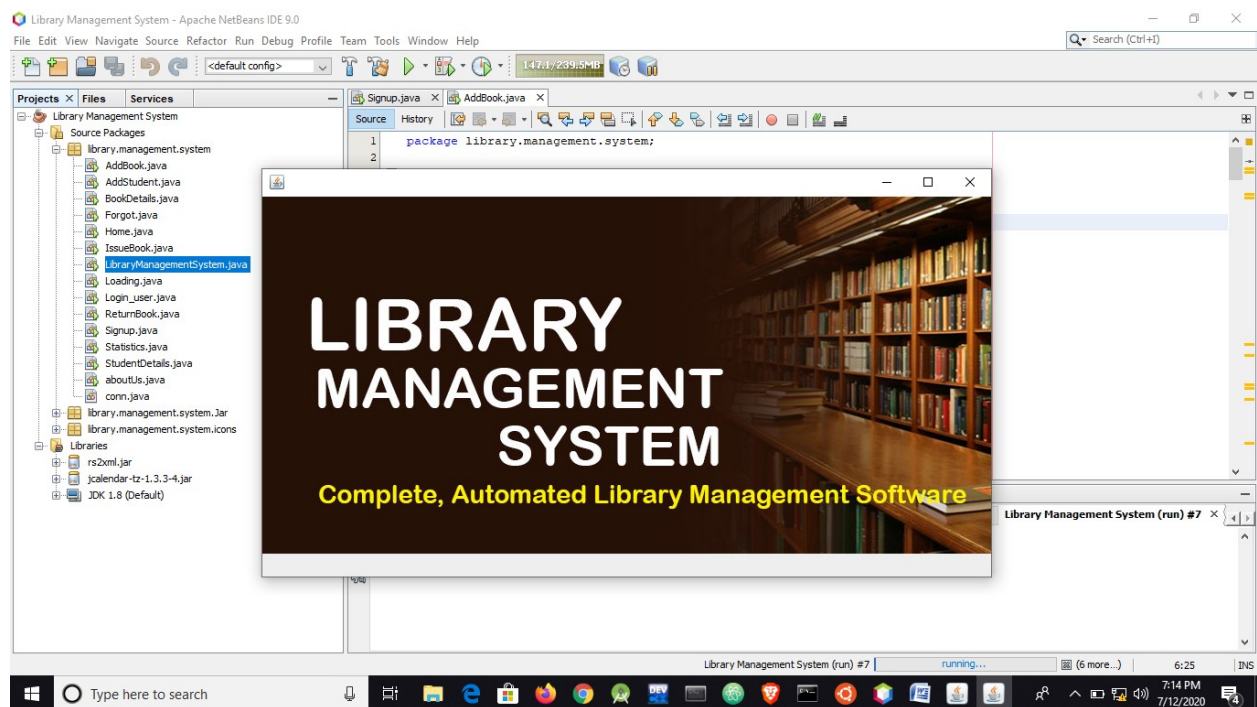 Library Management System - Apache NetBeans IDE 9.0
File Edit View Navigate Source Refactor Run Debug Profile Team Tools Window Help
Search (Ctrl+I)
<default config>
147.1/239.5MB
Projects Files Services
Signup.java AddBook.java
Source History
Library Management System
Source Packages
library.management.system
AddBook.java
AddStudent.java
BookDetails.java
Forgot.java
Home.java
IssueBook.java
LibraryManagementSystem.java
Loading.java
Login_user.java
ReturnBook.java
Signup.java
Statistics.java
StudentDetails.java
aboutUs.java
conn.java
library.management.system.Jar
library.management.system.icons
Libraries
rs2xml.jar
jcalendar-tz-1.3.3-4.jar
JDK 1.8 (Default)
1 package library.management.system;
2
LIBRARY
MANAGEMENT
SYSTEM
Complete, Automated Library Management Software
Library Management System (run) #7
Library Management System (run) #7 running... (6 more...) 6:25 INS
Type here to search
DEV
7:14 PM
7/12/2020
4